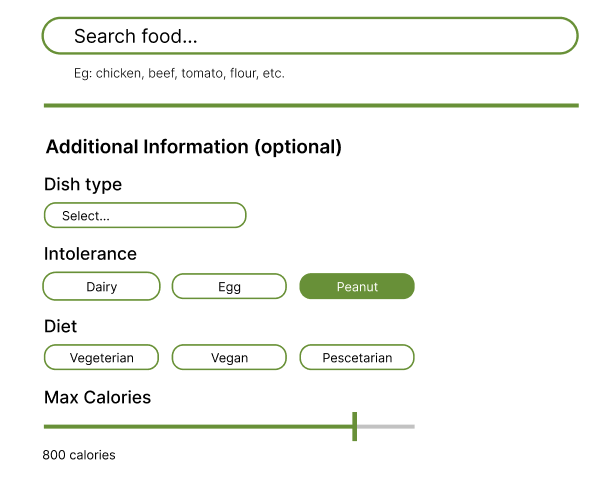 Search food...
Eg: chicken, beef, tomato, flour, etc.
Additional Information (optional)
Dish type
Select...
Intolerance
Dairy Egg Peanut
Diet
Vegeterian Vegan Pescetarian
Max Calories
800 calories